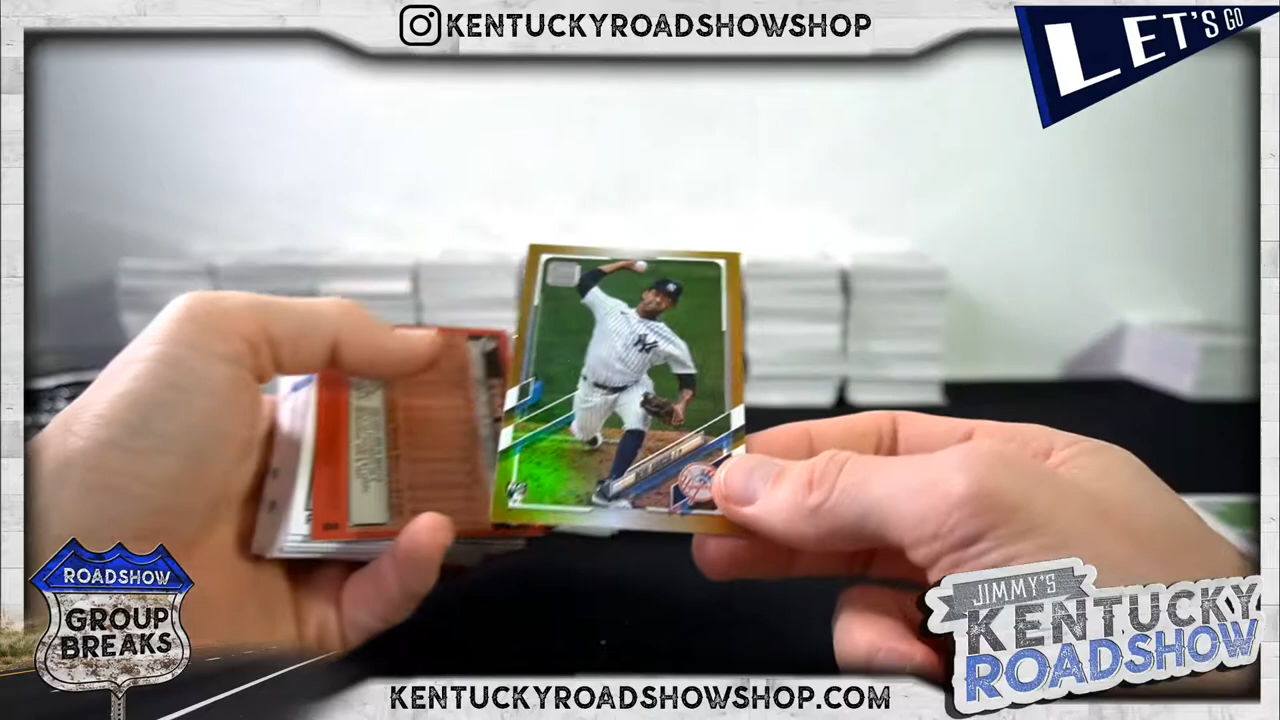 KENTUCKYROADSHOWSHOP
LET'S GO
ROADSHOW
GROUP
BREAKS
JIMMY'S
KENTUCKY
ROADSHOW
KENTUCKYROADSHOWSHOP.COM